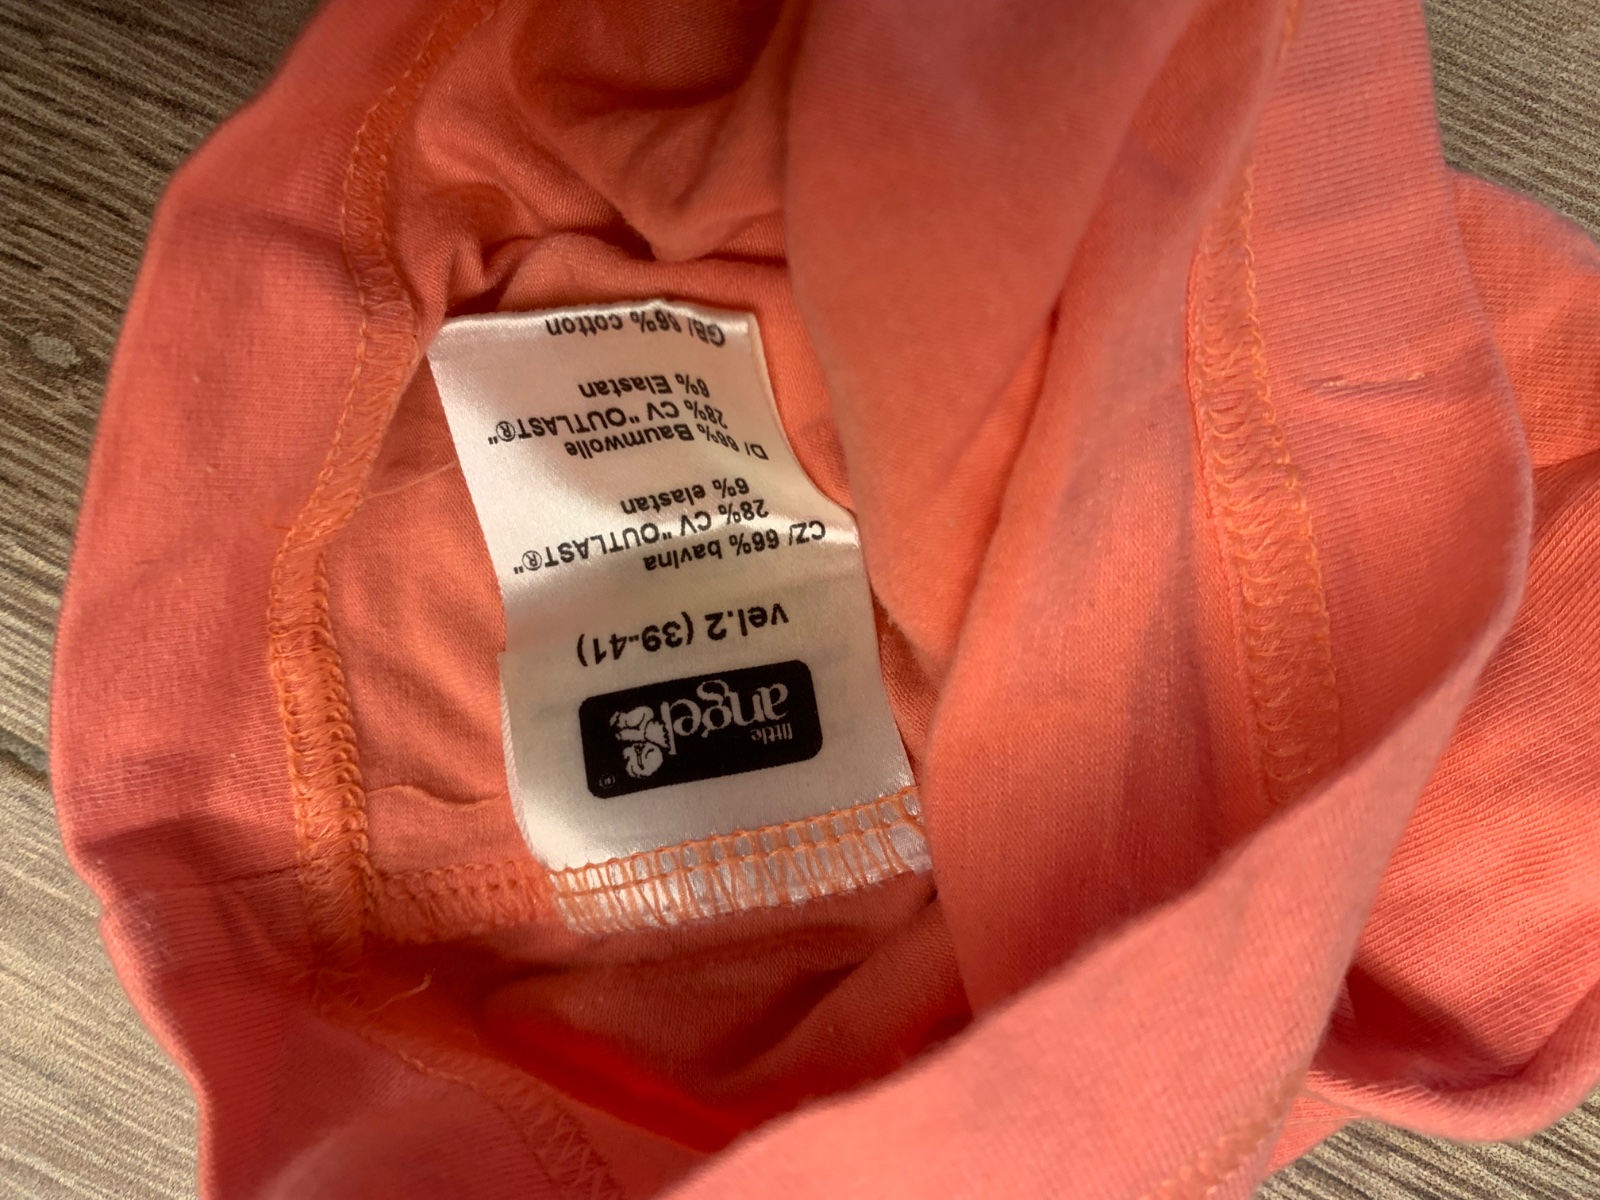 little
angel
vel.2 (39-41)
CZ/ 66% bavlna
28% CV "OUTLAST®"
6% elastan
D/ 66% Baumwolle
28% CV "OUTLAST®"
6% Elastan
GB/ 66% cotton